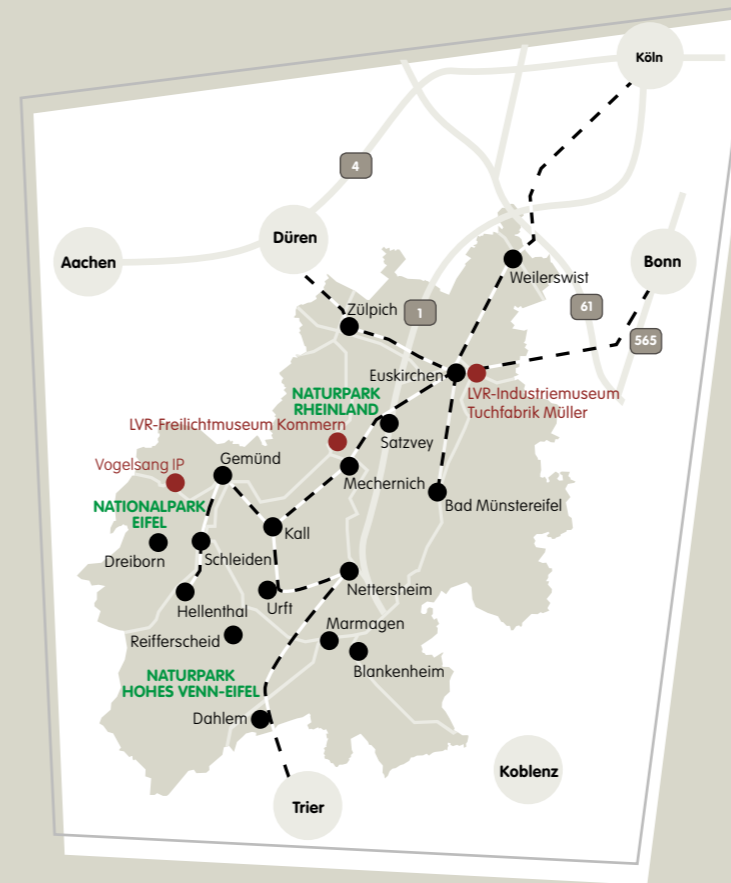 Köln
4
Düren
Aachen
Bonn
Weilerswist
Zülpich
1
61
565
Euskirchen
LVR-Industriemuseum
Tuchfabrik Müller
NATURPARK
RHEINLAND
LVR-Freilichtmuseum Kommern
Satzvey
Vogelsang IP
Gemünd
Mechernich
Bad Münstereifel
NATIONALPARK
EIFEL
Kall
Dreiborn
Schleiden
Nettersheim
Hellenthal
Urft
Marmagen
Reifferscheid
Blankenheim
NATURPARK
HOHES VENN-EIFEL
Dahlem
Koblenz
Trier